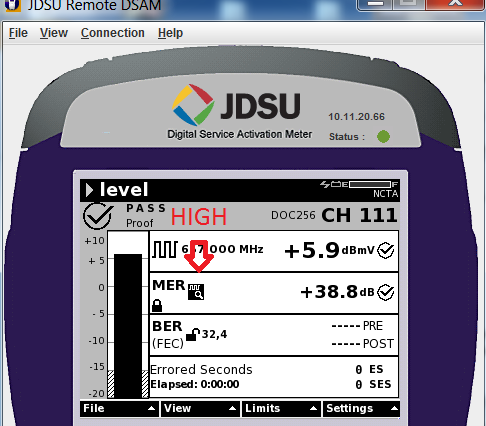 JDSU Remote DSAM
File View Connection Help
JDSU
Digital Service Activation Meter
10.11.20.66
Status :
level
E F
NCTA
PASS
Proof
HIGH
DOC256 CH 111
+10
+5
0
-5
-10
-15
-20
000 MHz +5.9 dBmV
MER +38.8 dB
BER
(FEC)
32,4
----- PRE
----- POST
Errored Seconds 0 ES
Elapsed: 0:00:00 0 SES
File View Limits Settings